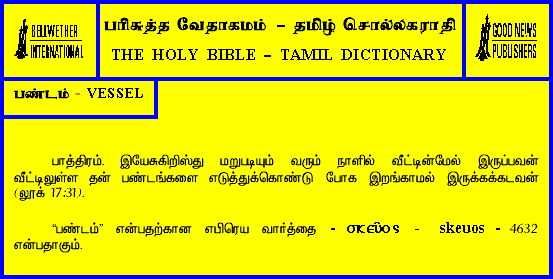 BELLWETHER
INTERNATIONAL
பரிசுத்த வேதாகமம் – தமிழ் சொல்லகராதி
THE HOLY BIBLE – TAMIL DICTIONARY
GOOD NEWS
PUBLISHERS
பண்டம் - VESSEL
பாத்திரம். இயேசுகிறிஸ்து மறுபடியும் வரும் நாளில் வீட்டின்மேல் இருப்பவன்
வீட்டிலுள்ள தன் பண்டங்களை எடுத்துக்கொண்டு போக இறங்காமல் இருக்கக்கடவன்
(லூக் 17:31).
“பண்டம்” என்பதற்கான எபிரெய வார்த்தை - σκεῦος - skeuos - 4632
என்பதாகும்.